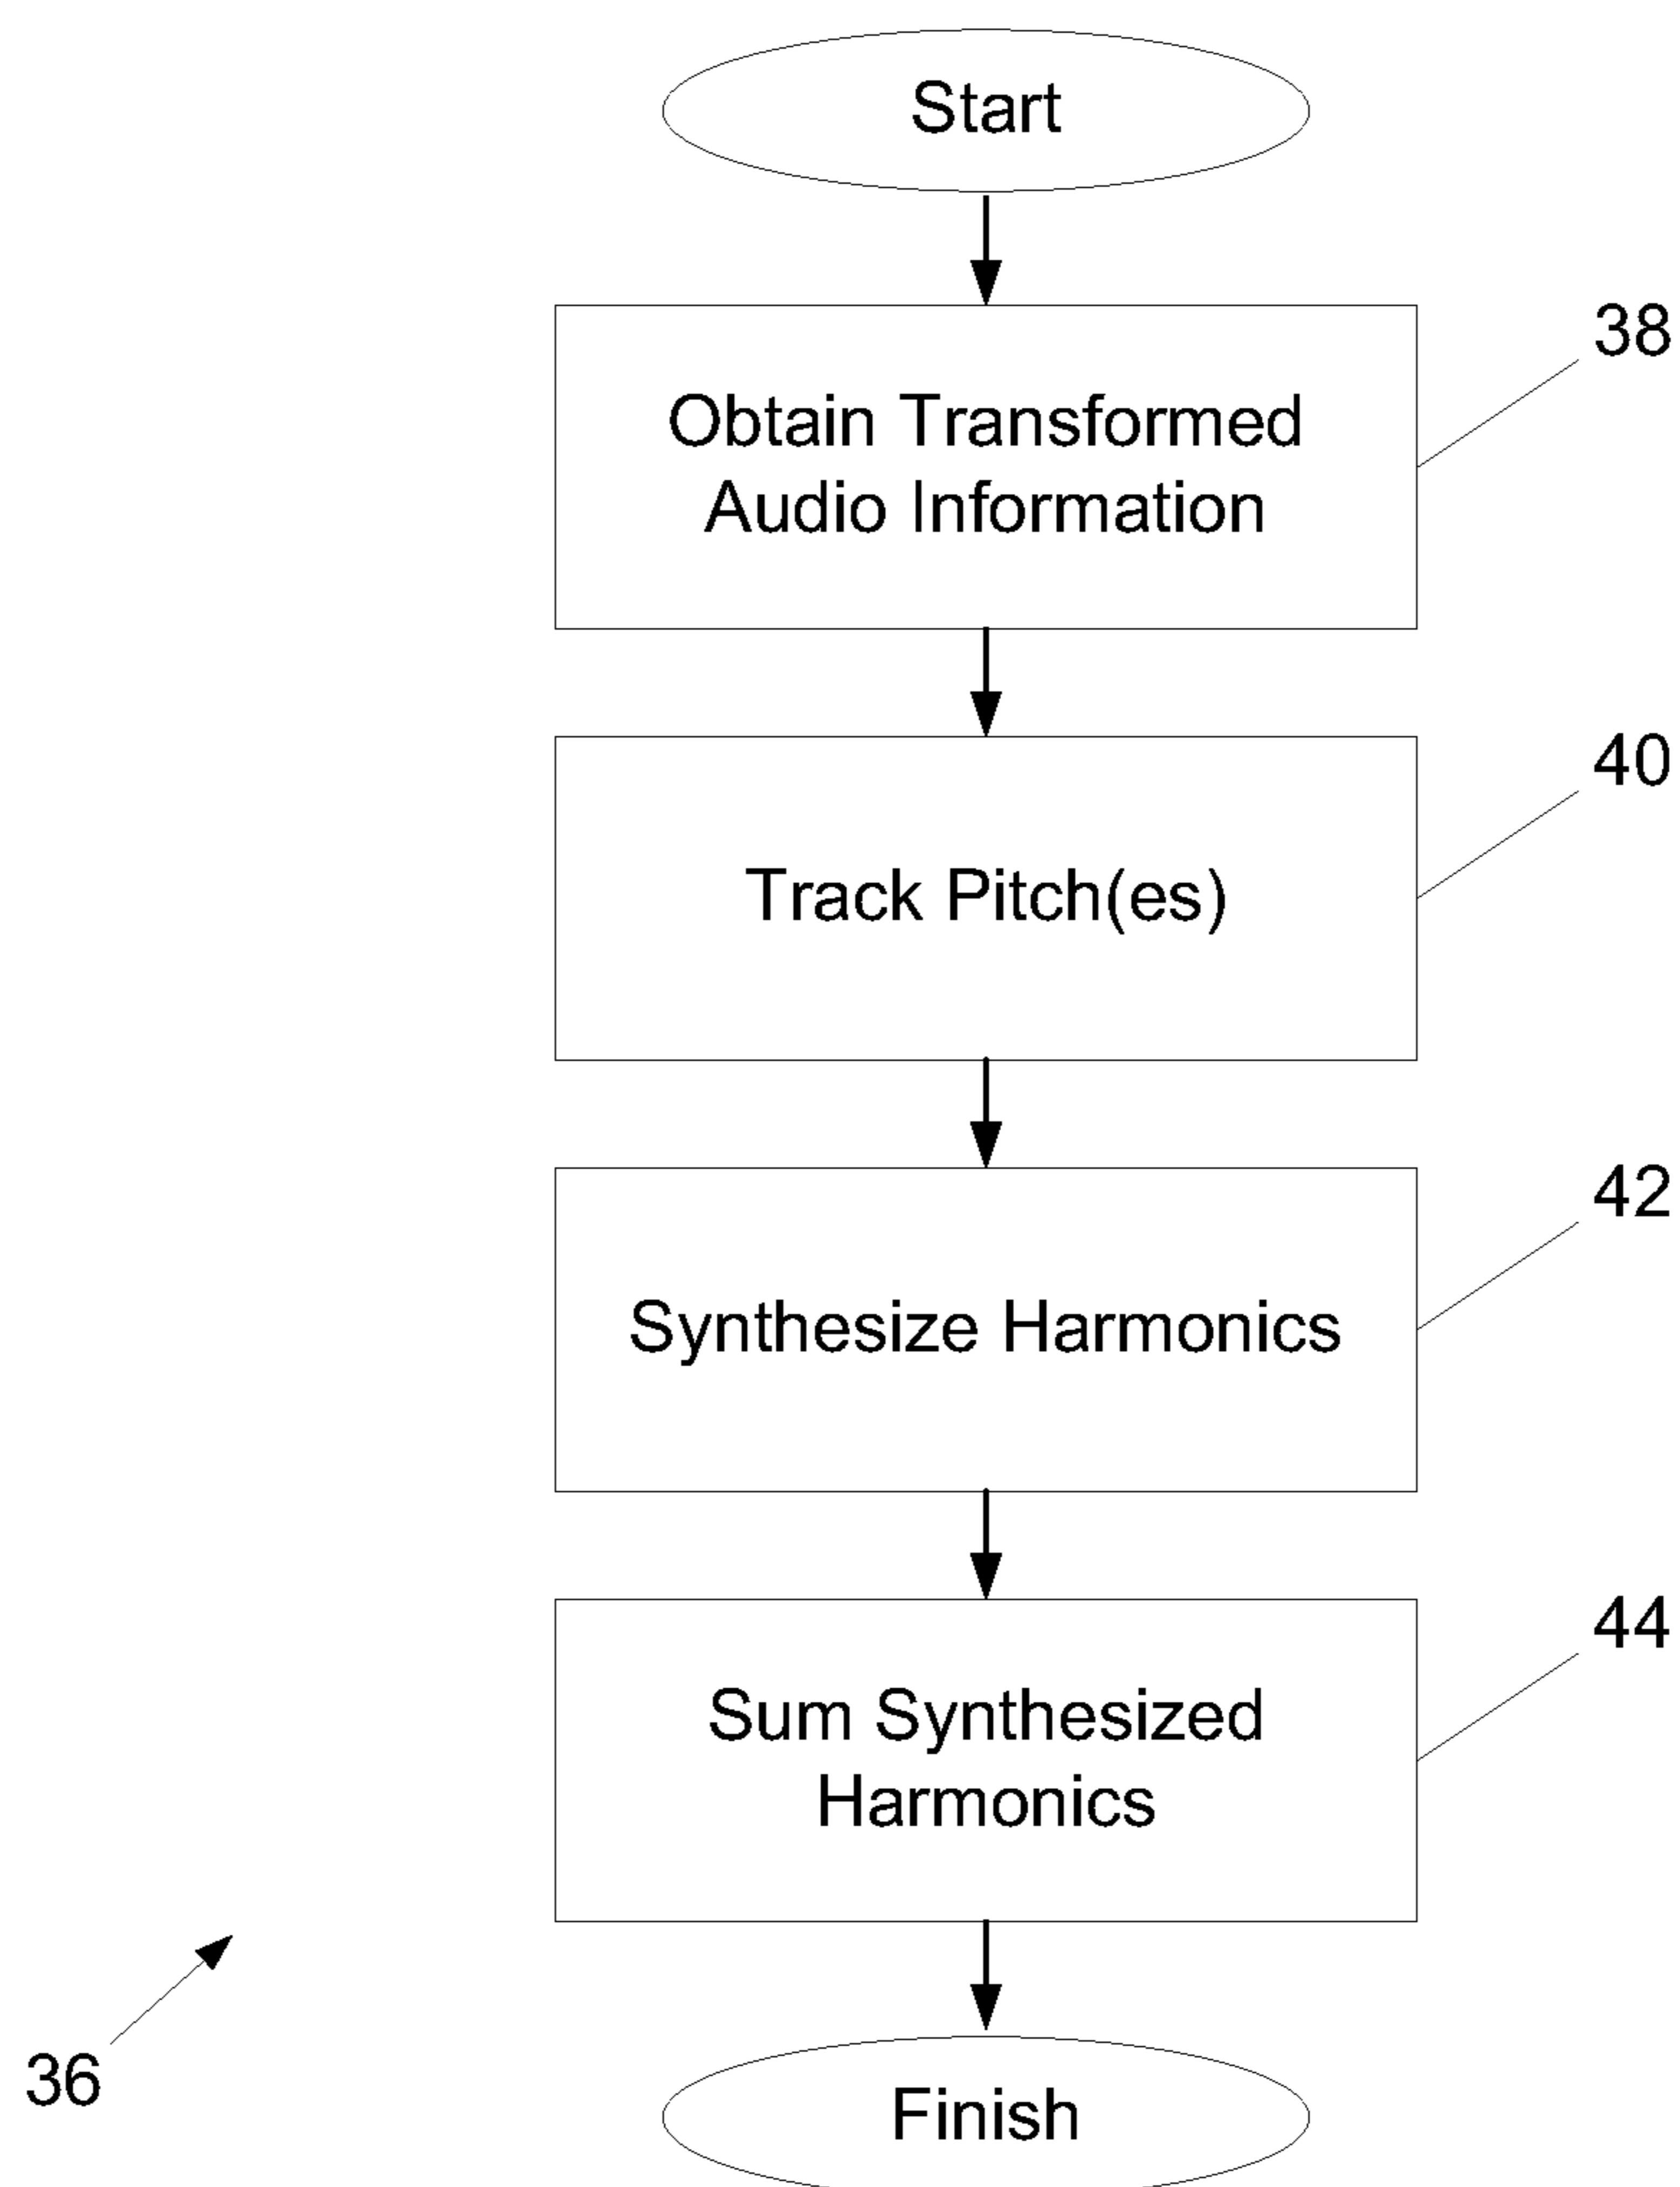 Start
38
Obtain Transformed
Audio Information
40
Track Pitch(es)
42
Synthesize Harmonics
44
Sum Synthesized
Harmonics
36
Finish